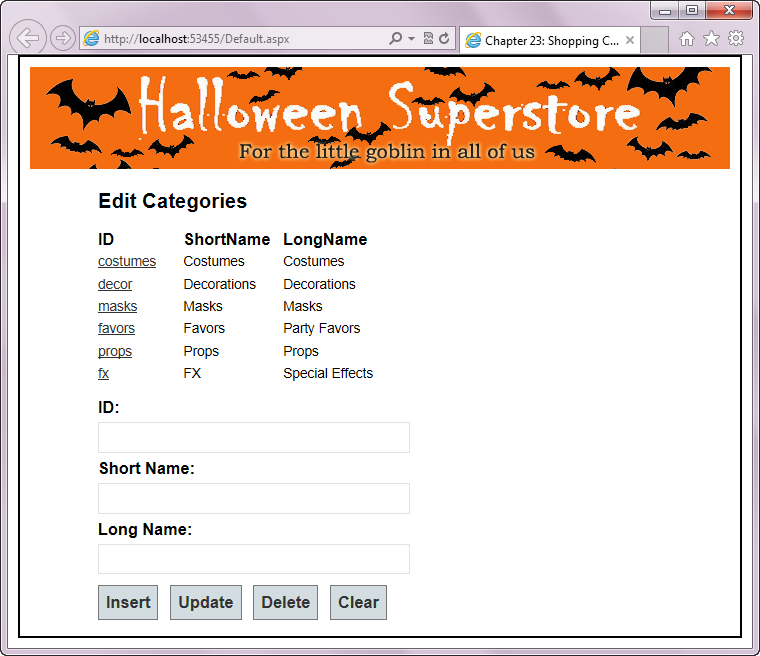 http://localhost:53455/Default.aspx
Chapter 23: Shopping C...
Halloween Superstore
For the little goblin in all of us
Edit Categories
ID ShortName LongName
costumes Costumes Costumes
decor Decorations Decorations
masks Masks Masks
favors Favors Party Favors
props Props Props
fx FX Special Effects
ID:
Short Name:
Long Name:
Insert Update Delete Clear